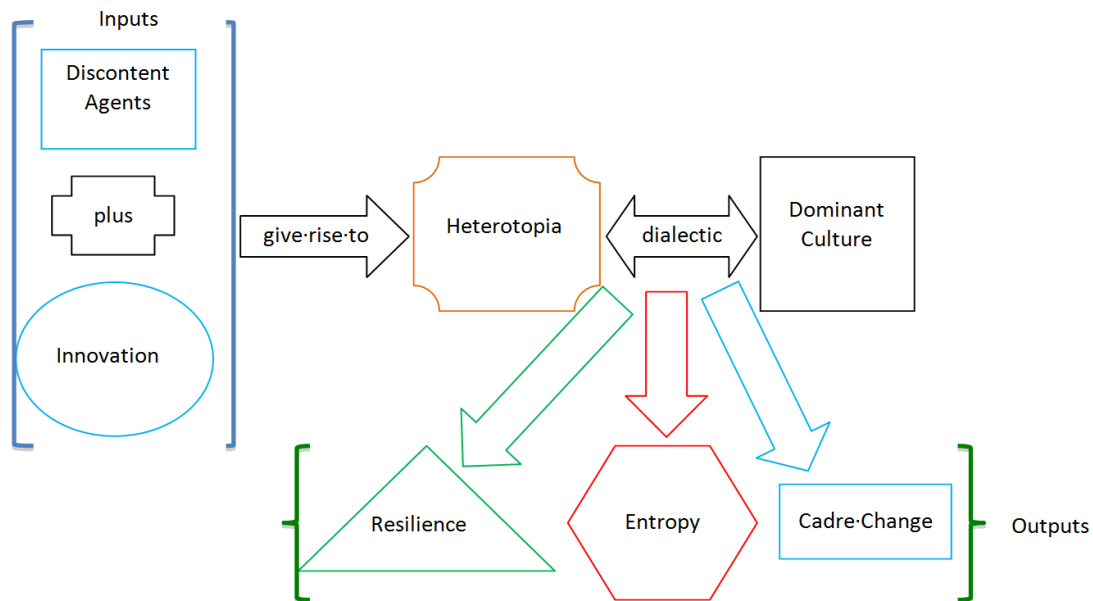 Inputs
Discontent
Agents
plus
Innovation
give·rise·to
Heterotopia
dialectic
Dominant
Culture
Resilience
Entropy
Cadre·Change
Outputs